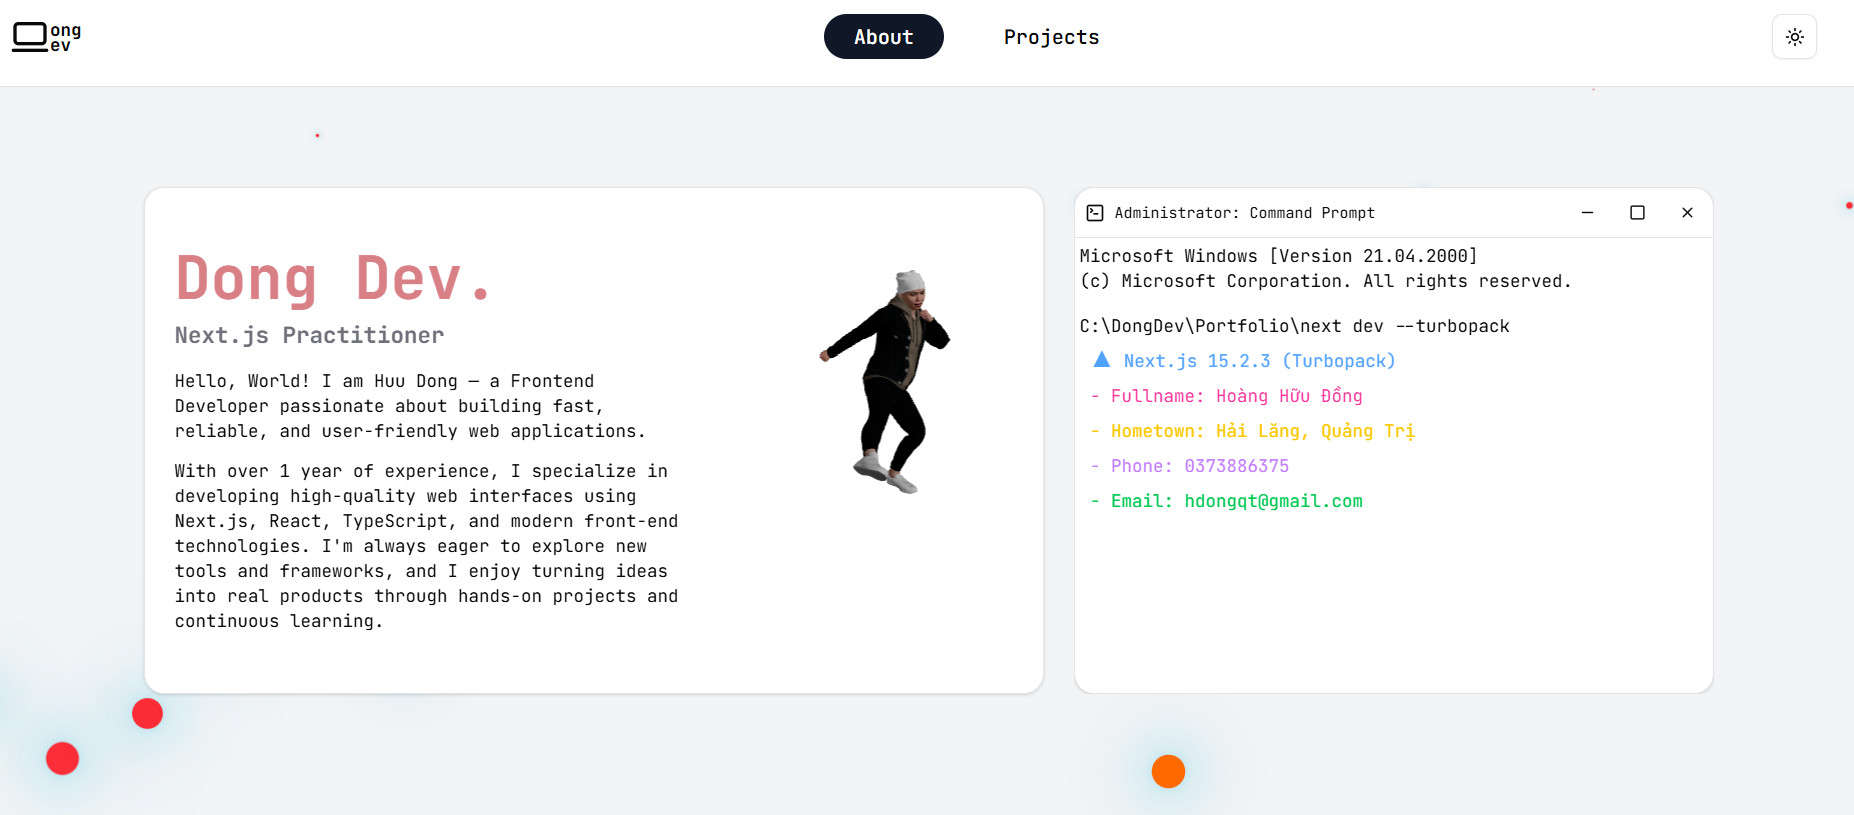 ong
ev
About
Projects
Dong Dev.
Next.js Practitioner
Hello, World! I am Huu Dong — a Frontend
Developer passionate about building fast,
reliable, and user-friendly web applications.
With over 1 year of experience, I specialize in
developing high-quality web interfaces using
Next.js, React, TypeScript, and modern front-end
technologies. I'm always eager to explore new
tools and frameworks, and I enjoy turning ideas
into real products through hands-on projects and
continuous learning.
Administrator: Command Prompt
Microsoft Windows [Version 21.04.2000]
(c) Microsoft Corporation. All rights reserved.
C:\DongDev\Portfolio\next dev --turbopack
▲ Next.js 15.2.3 (Turbopack)
- Fullname: Hoàng Hữu Đồng
- Hometown: Hải Lăng, Quảng Trị
- Phone: 0373886375
- Email: hdongqt@gmail.com